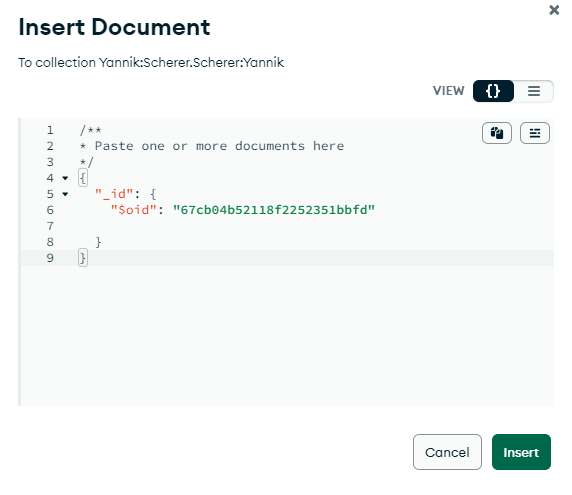 Insert Document
To collection Yannik:Scherer.Scherer:Yannik
VIEW {}
1 /**
2 * Paste one or more documents here
3 */
4 {
5 "_id": {
6 "$oid": "67cb04b52118f2252351bbfd"
7
8 }
9 }
Cancel Insert